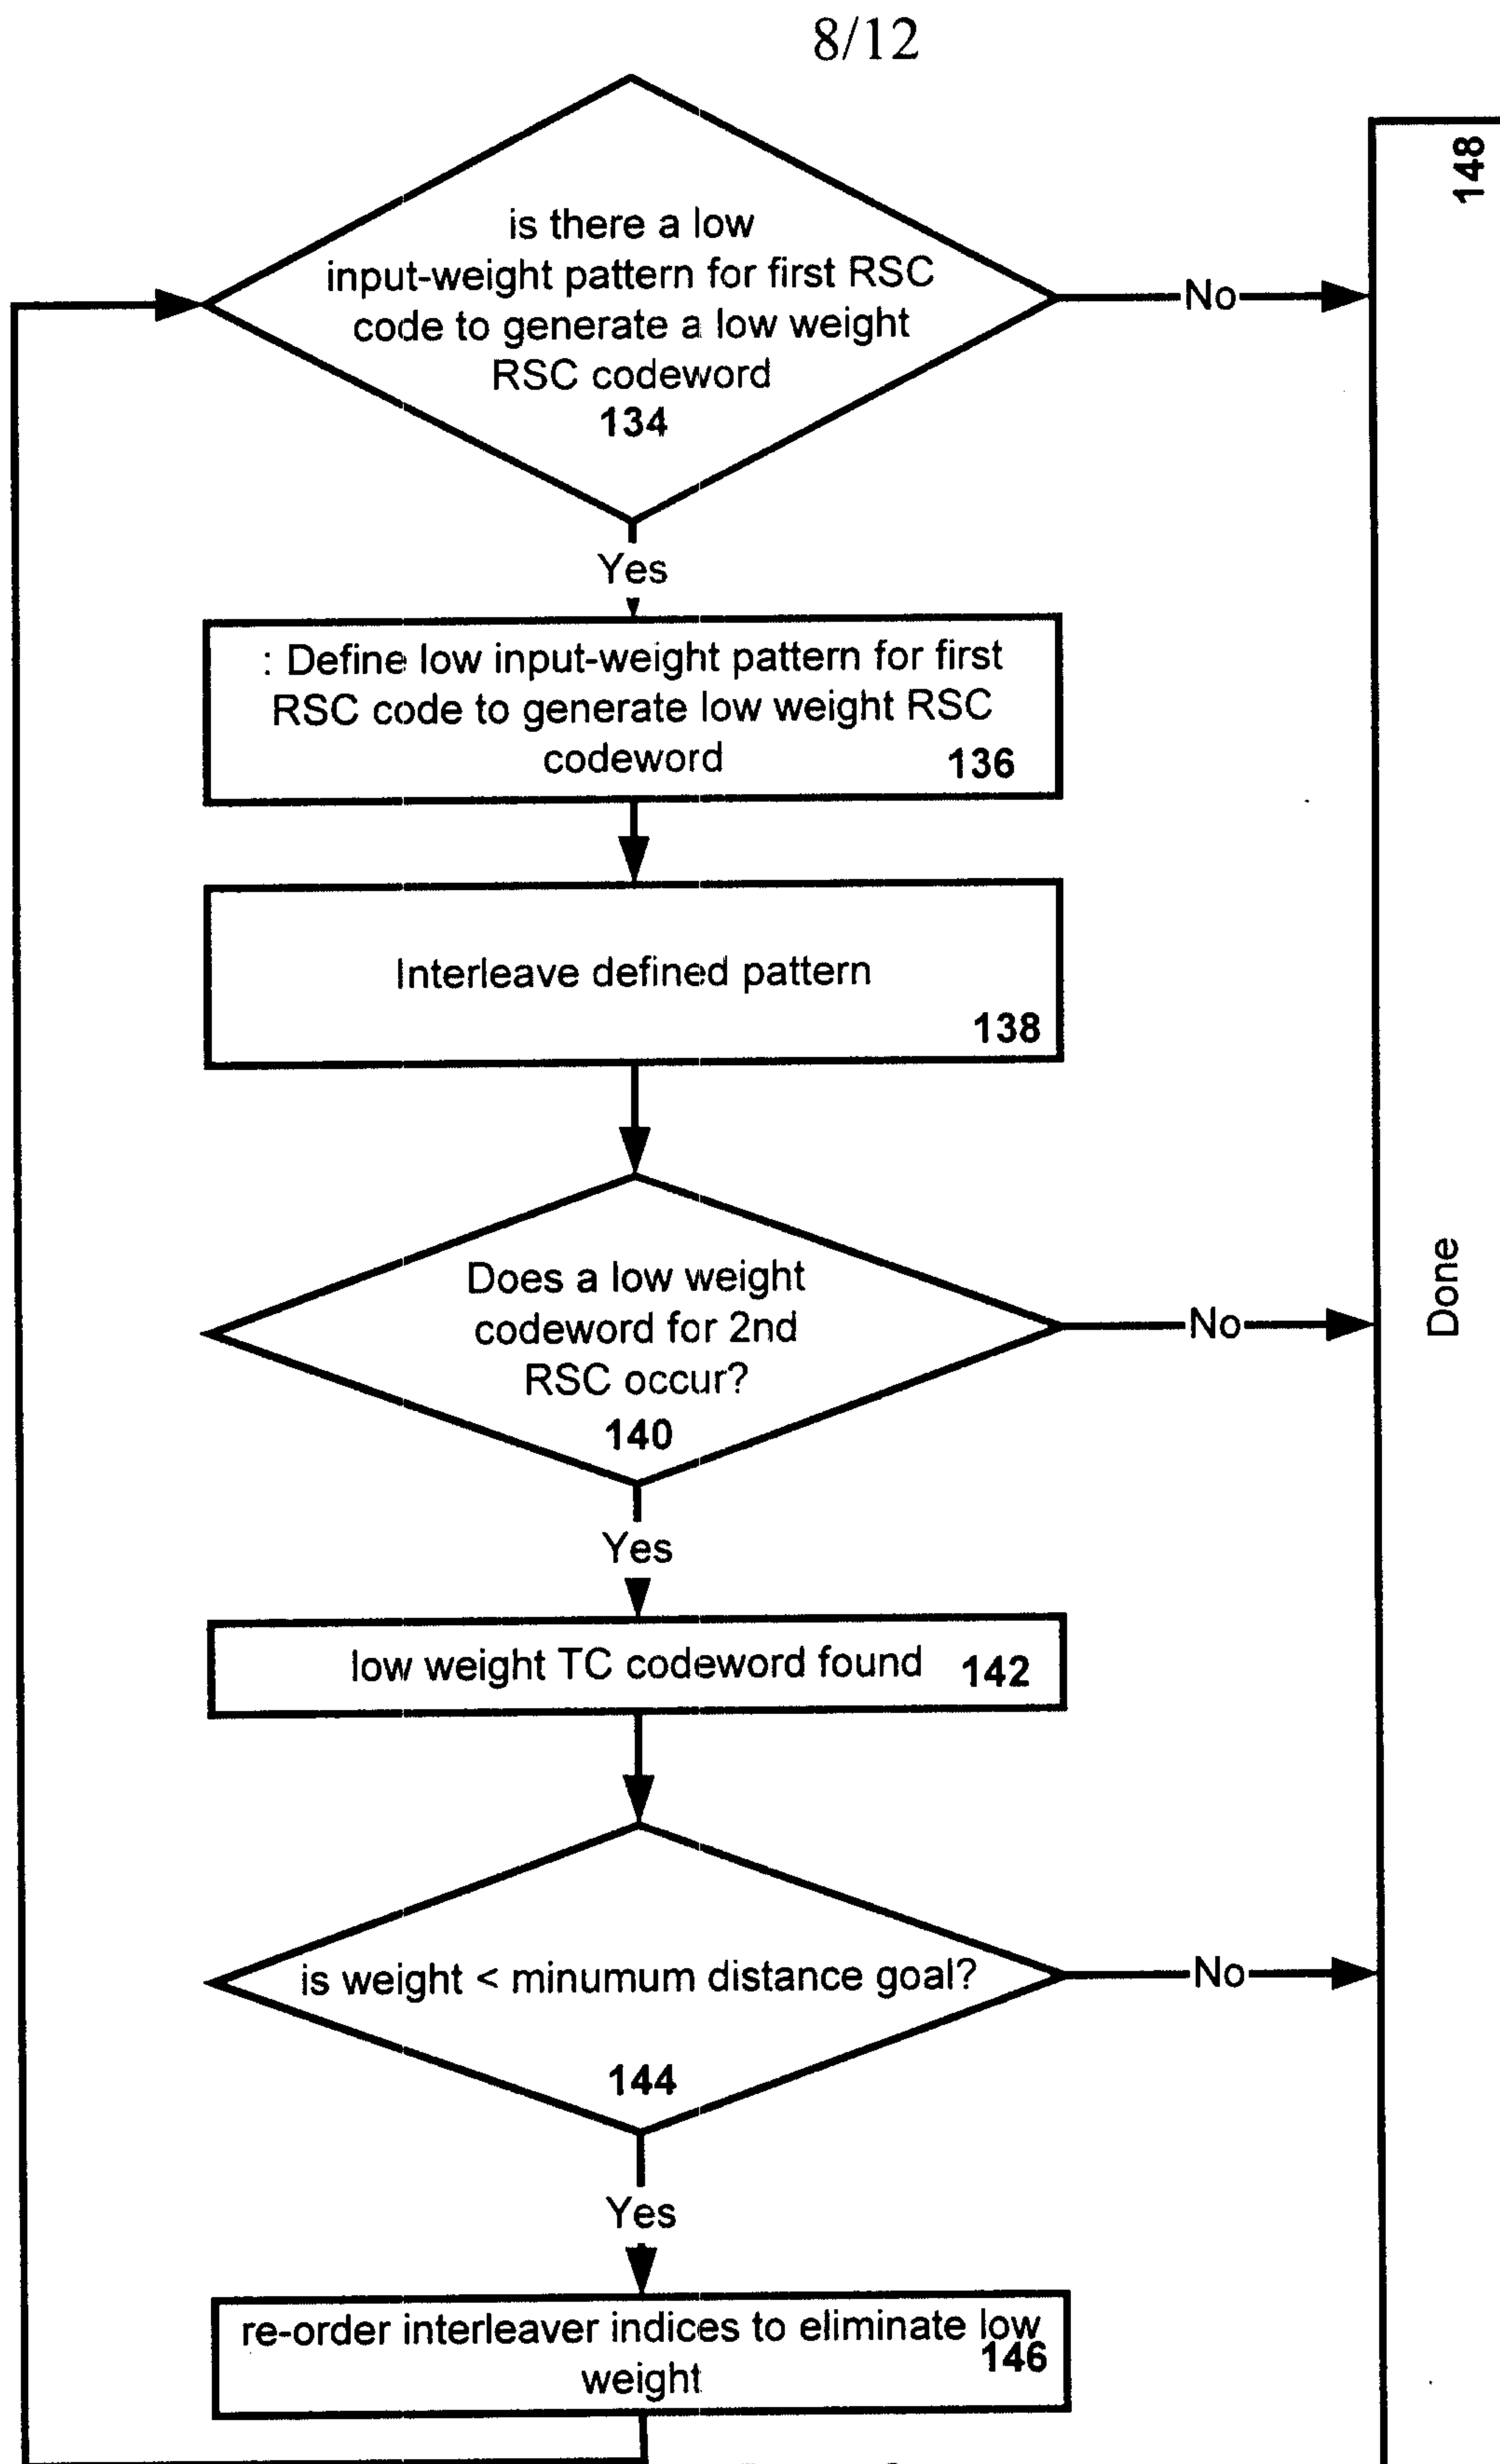 8/12
148
is there a low
input-weight pattern for first RSC
code to generate a low weight
RSC codeword
134
No
Yes
: Define low input-weight pattern for first
RSC code to generate low weight RSC
codeword 136
Interleave defined pattern
138
Does a low weight
codeword for 2nd
RSC occur?
140
No
Done
Yes
low weight TC codeword found 142
is weight < minumum distance goal?
No
144
Yes
re-order interleaver indices to eliminate low
146
weight